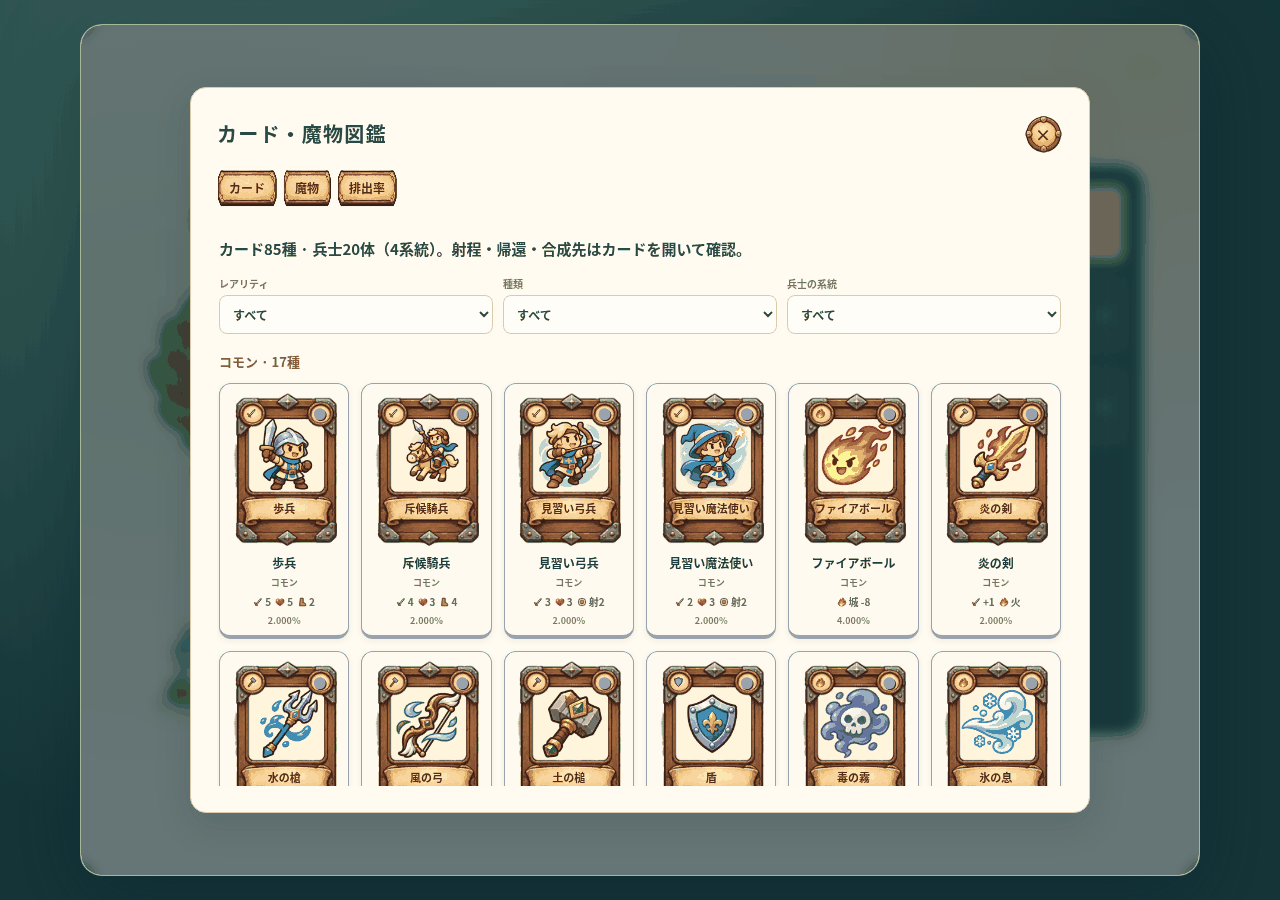 カード・魔物図鑑
カード 魔物 排出率
カード85種・兵士20体（4系統）。射程・帰還・合成先はカードを開いて確認。
レアリティ 種類 兵士の系統
すべて すべて すべて
コモン・17種
歩兵 斥候騎兵 見習い弓兵 見習い魔法使い ファイアボール 炎の剣
歩兵 斥候騎兵 見習い弓兵 見習い魔法使い ファイアボール 炎の剣
コモン コモン コモン コモン コモン コモン
5 5 2 4 3 4 3 3 射2 2 3 射2 城 -8 +1 火
2.000% 2.000% 2.000% 2.000% 4.000% 2.000%
水の槍 風の弓 土の槌 盾 毒の霧 氷の息